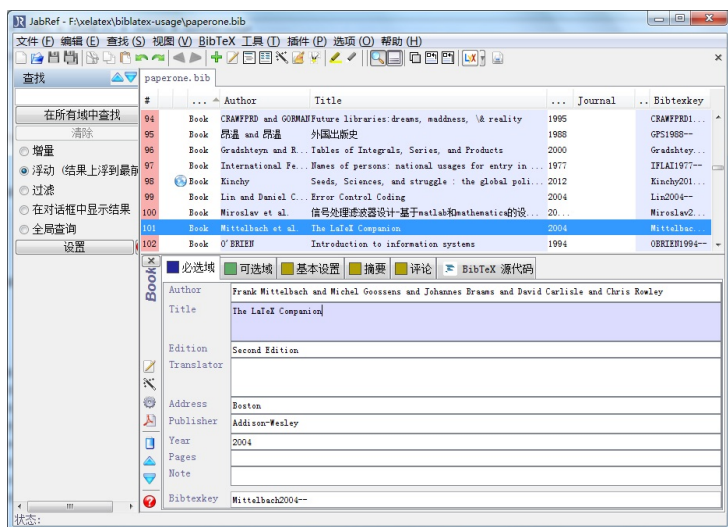 JabRef - F:\xelatex\biblatex-usage\paperone.bib
文件 (F) 编辑 (E) 查找 (S) 视图 (V) BibTeX 工具 (T) 插件 (P) 选项 (O) 帮助 (H)
查找
paperone.bib
在所有域中查找
清除
增量
浮动 (结果上浮到最前
过滤
在对话框中显示结果
全局查询
设置
# ... Author Title ... Journal .. Bibtexkey
94 Book CRAWFPRD and GORMAN Future libraries:dreams, maddness, \& reality 1995 CRAWFPRD1...
95 Book 昂温 and 昂温 外国出版史 1988 GPS1988--
96 Book Gradshteyn and R... Tables of Integrals, Series, and Products 2000 Gradshtey...
97 Book International Fe... Names of persons: national usages for entry in ... 1977 IFLAI1977--
98 Book Kinchy Seeds, Sciences, and struggle : the global poli... 2012 Kinchy201...
99 Book Lin and Daniel C... Error Control Coding 2004 Lin2004--
100 Book Miroslav et al. 信号处理滤波器设计-基于matlab和mathematica的设... 20... Miroslav2...
101 Book Mittelbach et al. The LaTeX Companion 2004 Mittelbac...
102 Book O'BRIEN Introduction to information systems 1994 OBRIEN1994--
Book
必选域 可选域 基本设置 摘要 评论 BibTeX 源代码
Author Frank Mittelbach and Michel Goossens and Johannes Braams and David Carlisle and Chris Rowley
Title The LaTeX Companion
Edition Second Edition
Translator
Address Boston
Publisher Addison-Wesley
Year 2004
Pages
Note
Bibtexkey Mittelbach2004--
状态: